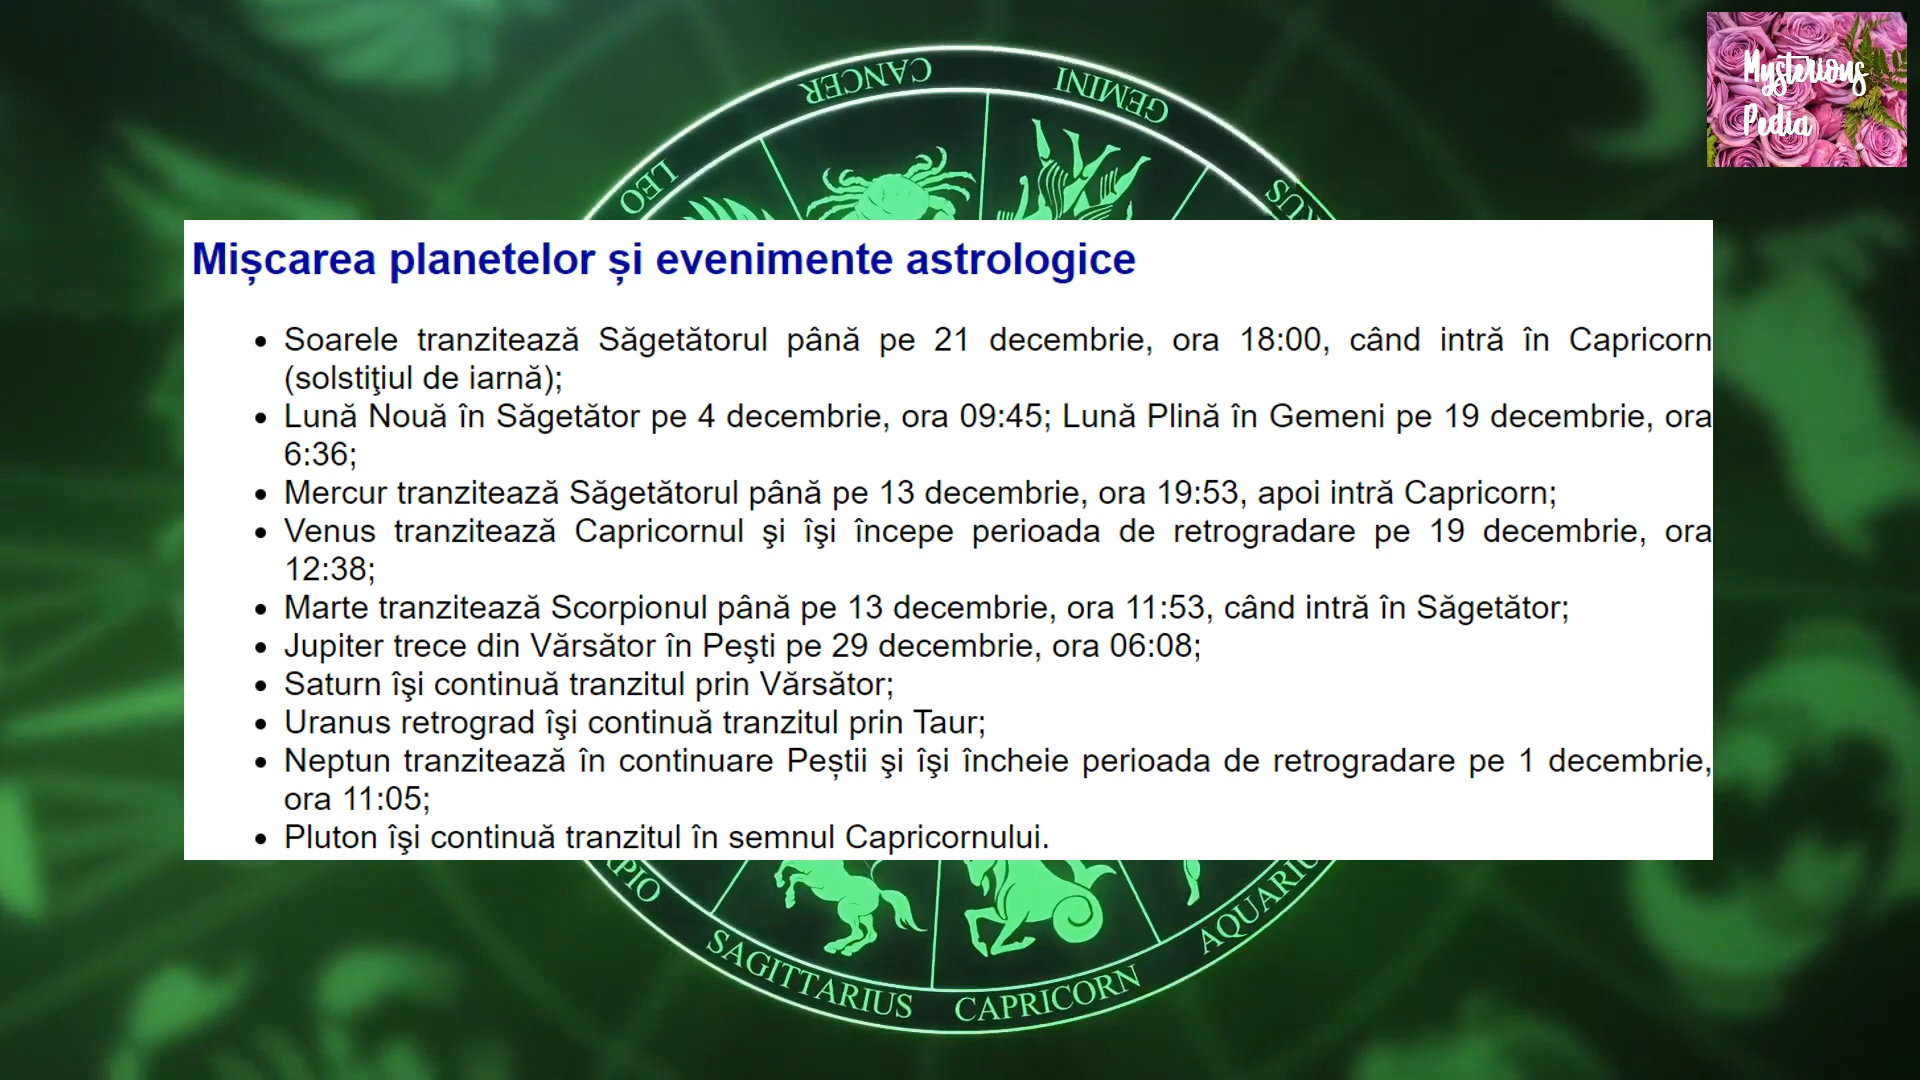 CANCER
GEMINI
Mysterious
Pedia
LEO
Mișcarea planetelor și evenimente astrologice
• Soarele tranzitează Săgetătorul până pe 21 decembrie, ora 18:00, când intră în Capricorn
(solstiţiul de iarnă);
• Lună Nouă în Săgetător pe 4 decembrie, ora 09:45; Lună Plină în Gemeni pe 19 decembrie, ora
6:36;
• Mercur tranzitează Săgetătorul până pe 13 decembrie, ora 19:53, apoi intră Capricorn;
• Venus tranzitează Capricornul şi îşi începe perioada de retrogradare pe 19 decembrie, ora
12:38;
• Marte tranzitează Scorpionul până pe 13 decembrie, ora 11:53, când intră în Săgetător;
• Jupiter trece din Vărsător în Peşti pe 29 decembrie, ora 06:08;
• Saturn îşi continuă tranzitul prin Vărsător;
• Uranus retrograd îşi continuă tranzitul prin Taur;
• Neptun tranzitează în continuare Peștii şi îşi încheie perioada de retrogradare pe 1 decembrie,
ora 11:05;
• Pluton îşi continuă tranzitul în semnul Capricornului.
SAGITTARIUS
CAPRICORN